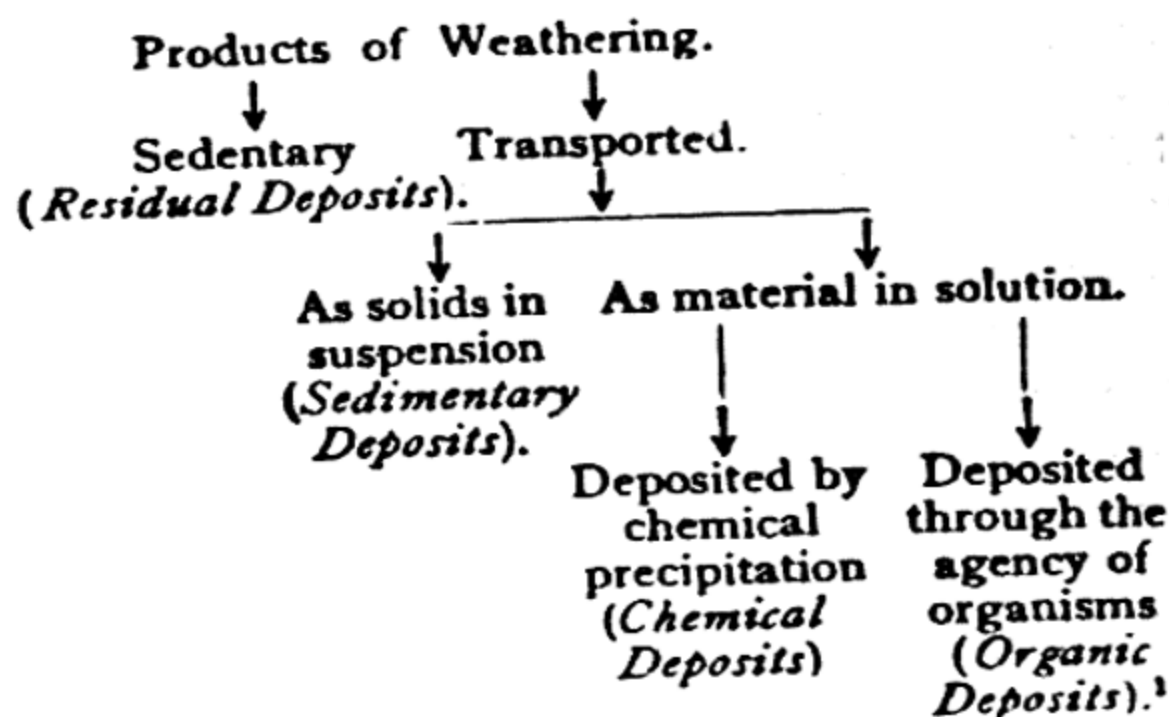 Products of Weathering.
Sedentary
(Residual Deposits).
Transported.
As solids in
suspension
(Sedimentary
Deposits).
As material in solution.
Deposited by
chemical
precipitation
(Chemical
Deposits)
Deposited
through the
agency of
organisms
(Organic
Deposits).¹